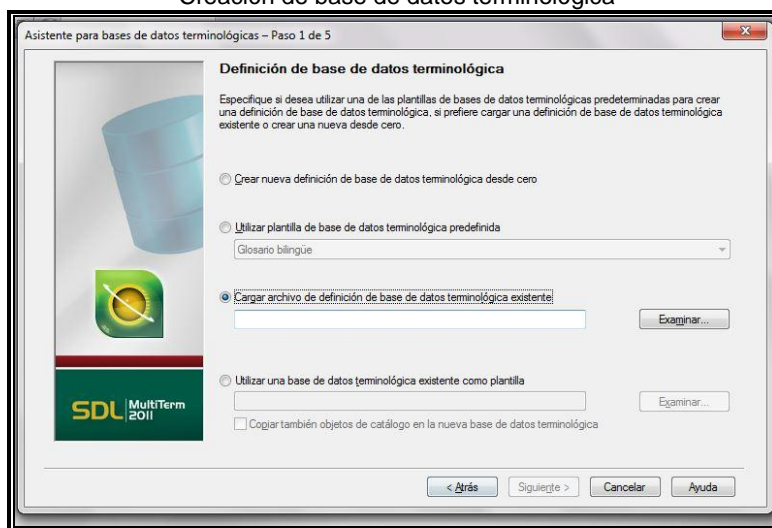 Creación de base de datos terminológica
Asistente para bases de datos terminológicas – Paso 1 de 5
Definición de base de datos terminológica
Especifique si desea utilizar una de las plantillas de bases de datos terminológicas predeterminadas para crear
una definición de base de datos terminológica, si prefiere cargar una definición de base de datos terminológica
existente o crear una nueva desde cero.
Crear nueva definición de base de datos terminológica desde cero
Utilizar plantilla de base de datos terminológica predefinida
Glosario bilingüe
Cargar archivo de definición de base de datos terminológica existente
Examinar...
Utilizar una base de datos terminológica existente como plantilla
Examinar...
Copiar también objetos de catálogo en la nueva base de datos terminológica
SDL MultiTerm
2011
< Atrás Siguiente > Cancelar Ayuda